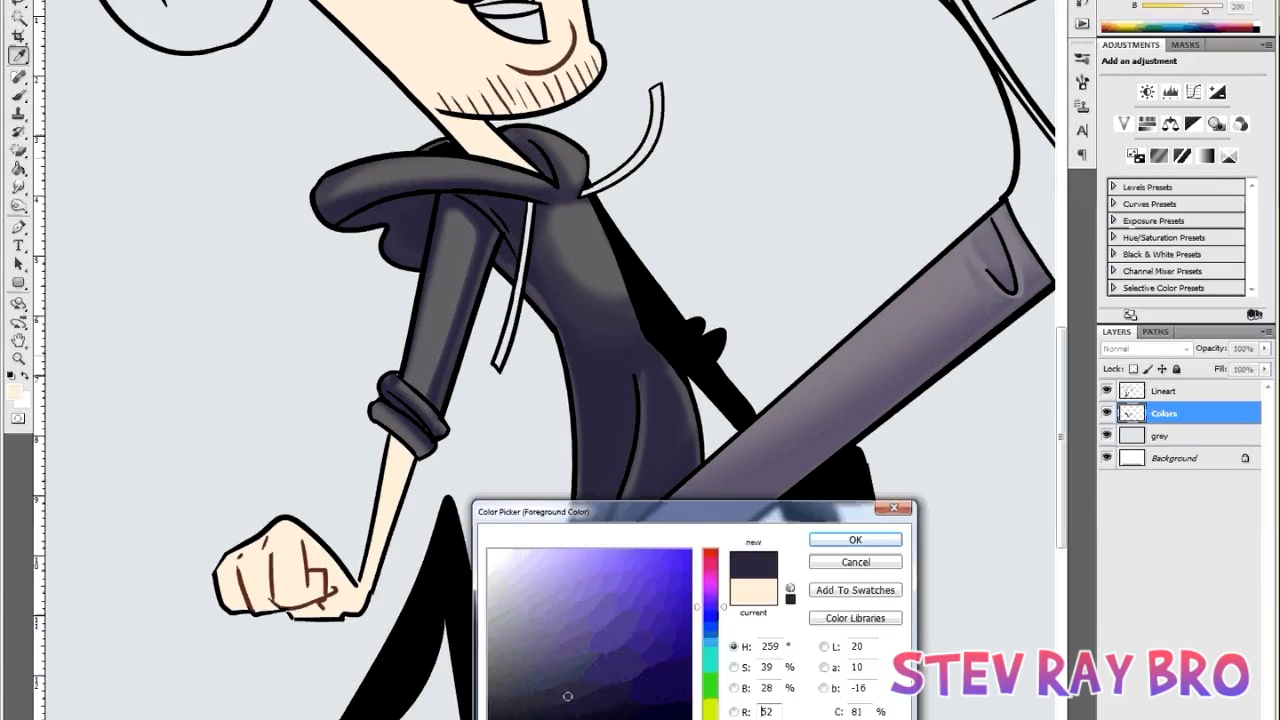 B 200
ADJUSTMENTS MASKS
Add an adjustment
Levels Presets
Curves Presets
Exposure Presets
Hue/Saturation Presets
Black & White Presets
Channel Mixer Presets
Selective Color Presets
LAYERS PATHS
Normal Opacity: 100%
Lock: Fill: 100%
Lineart
Colors
grey
Background
Color Picker (Foreground Color)
new
current
OK
Cancel
Add To Swatches
Color Libraries
H: 259 ° L: 20
S: 39 % a: 10
B: 28 % b: -16
R: 52 C: 81 %
STEV RAY BRO